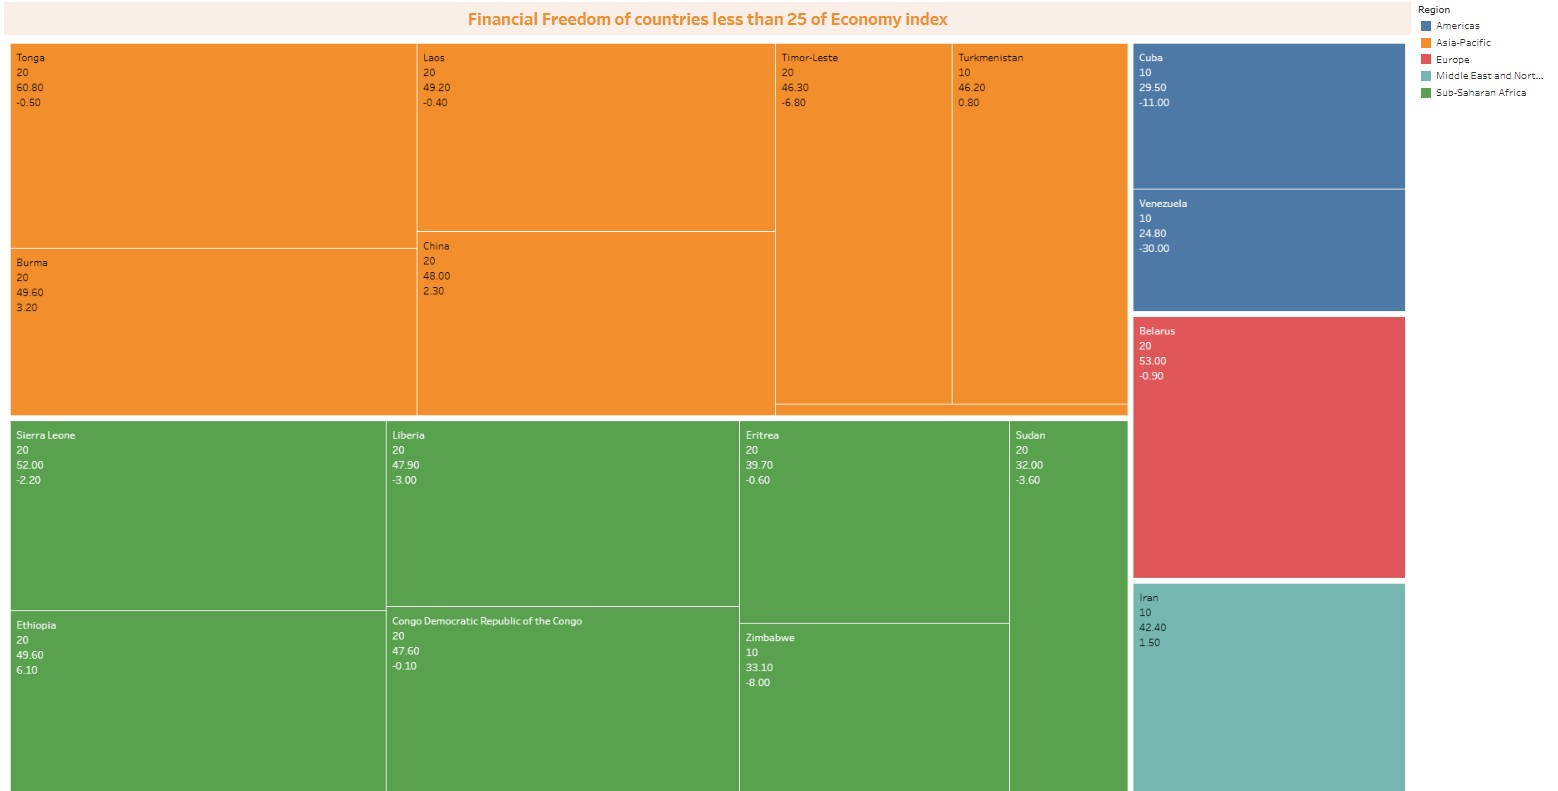 Financial Freedom of countries less than 25 of Economy index
Region
Americas
Asia-Pacific
Europe
Middle East and Nort...
Sub-Saharan Africa
Tonga
20
60.80
-0.50
Burma
20
49.60
3.20
Laos
20
49.20
-0.40
China
20
48.00
2.30
Timor-Leste
20
46.30
-6.80
Turkmenistan
10
46.20
0.80
Cuba
10
29.50
-11.00
Venezuela
10
24.80
-30.00
Belarus
20
53.00
-0.90
Iran
10
42.40
1.50
Sierra Leone
20
52.00
-2.20
Ethiopia
20
49.60
6.10
Liberia
20
47.90
-3.00
Congo Democratic Republic of the Congo
20
47.60
-0.10
Eritrea
20
39.70
-0.60
Zimbabwe
10
33.10
-8.00
Sudan
20
32.00
-3.60